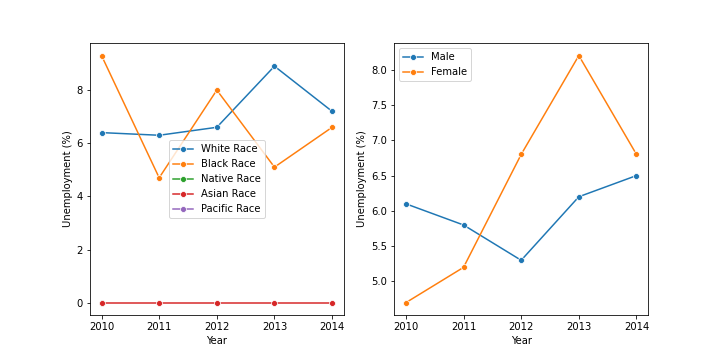 8
6
4
2
0
Unemployment (%)
White Race
Black Race
Native Race
Asian Race
Pacific Race
2010 2011 2012 2013 2014
Year
8.0
7.5
7.0
6.5
6.0
5.5
5.0
Unemployment (%)
Male
Female
2010 2011 2012 2013 2014
Year